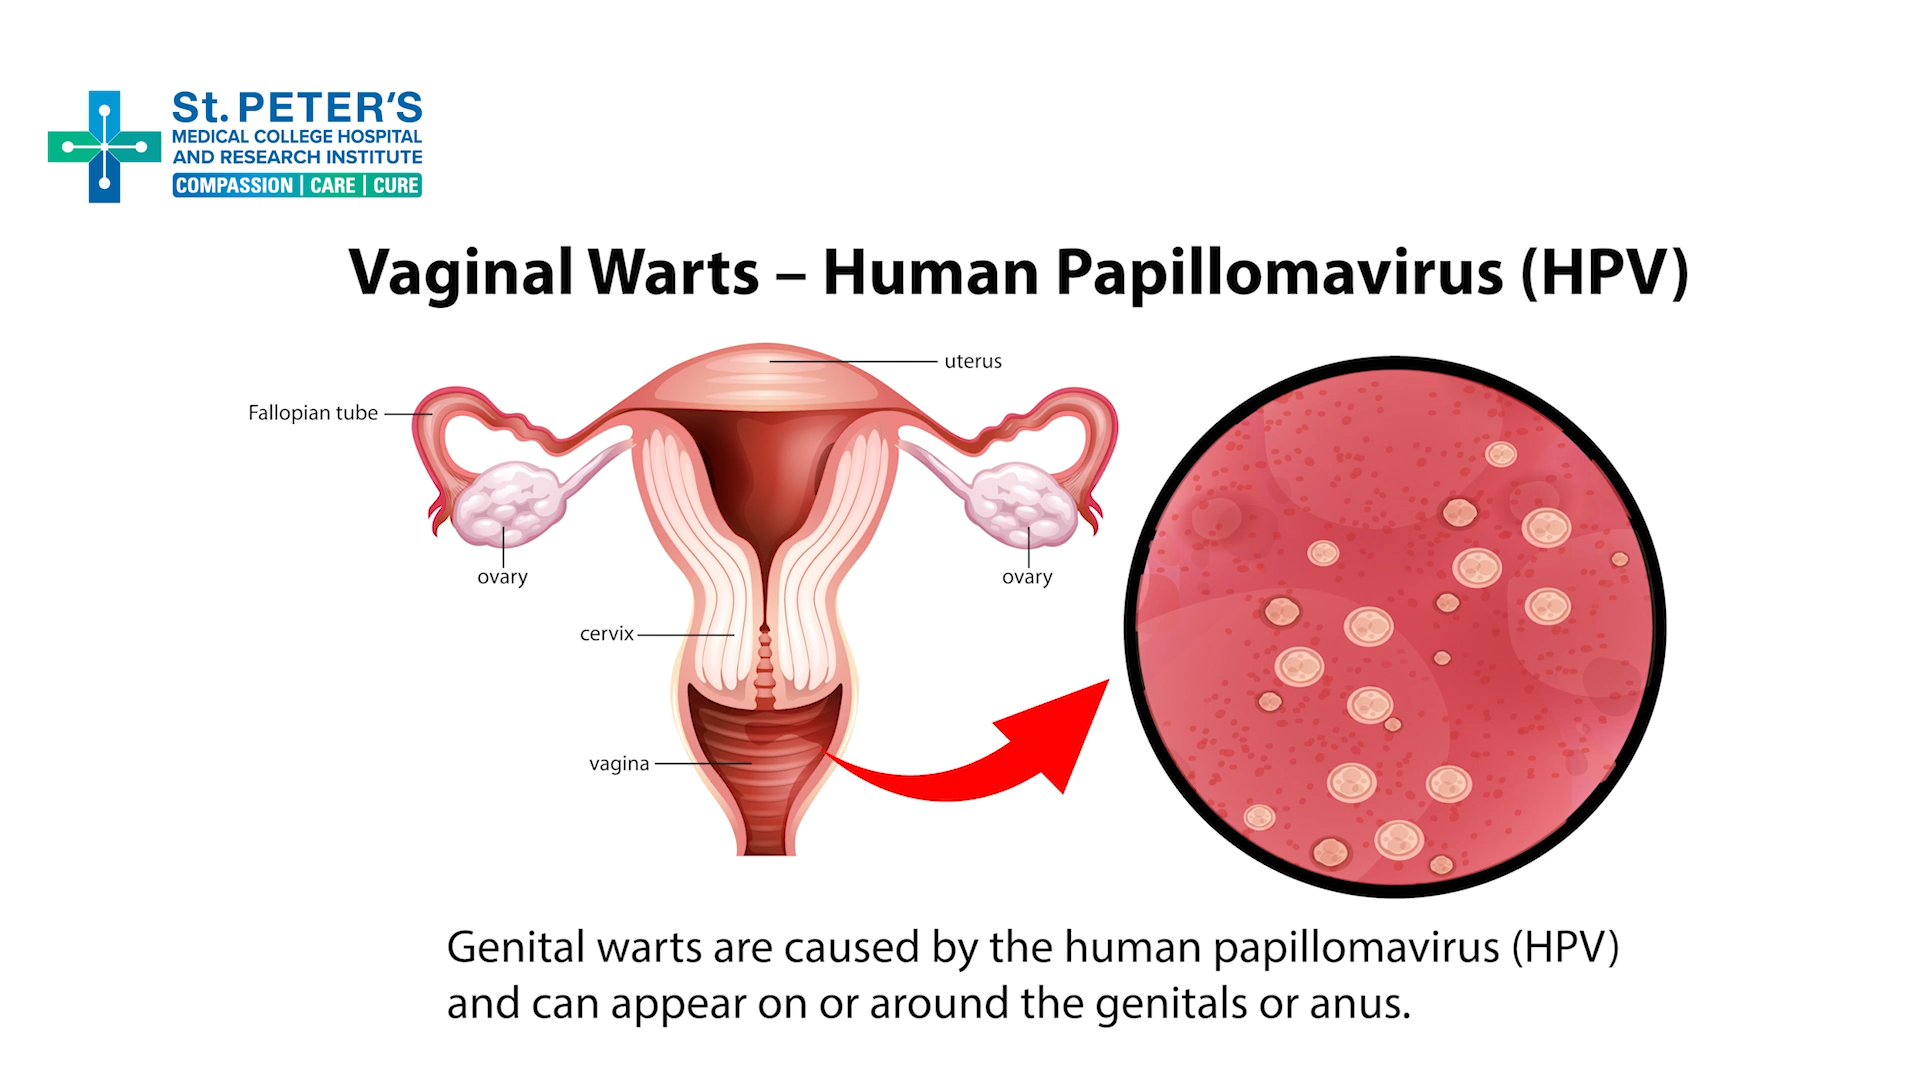 St. PETER'S
MEDICAL COLLEGE HOSPITAL
AND RESEARCH INSTITUTE
COMPASSION | CARE | CURE
Vaginal Warts – Human Papillomavirus (HPV)
uterus
Fallopian tube
ovary
ovary
cervix
vagina
Genital warts are caused by the human papillomavirus (HPV)
and can appear on or around the genitals or anus.